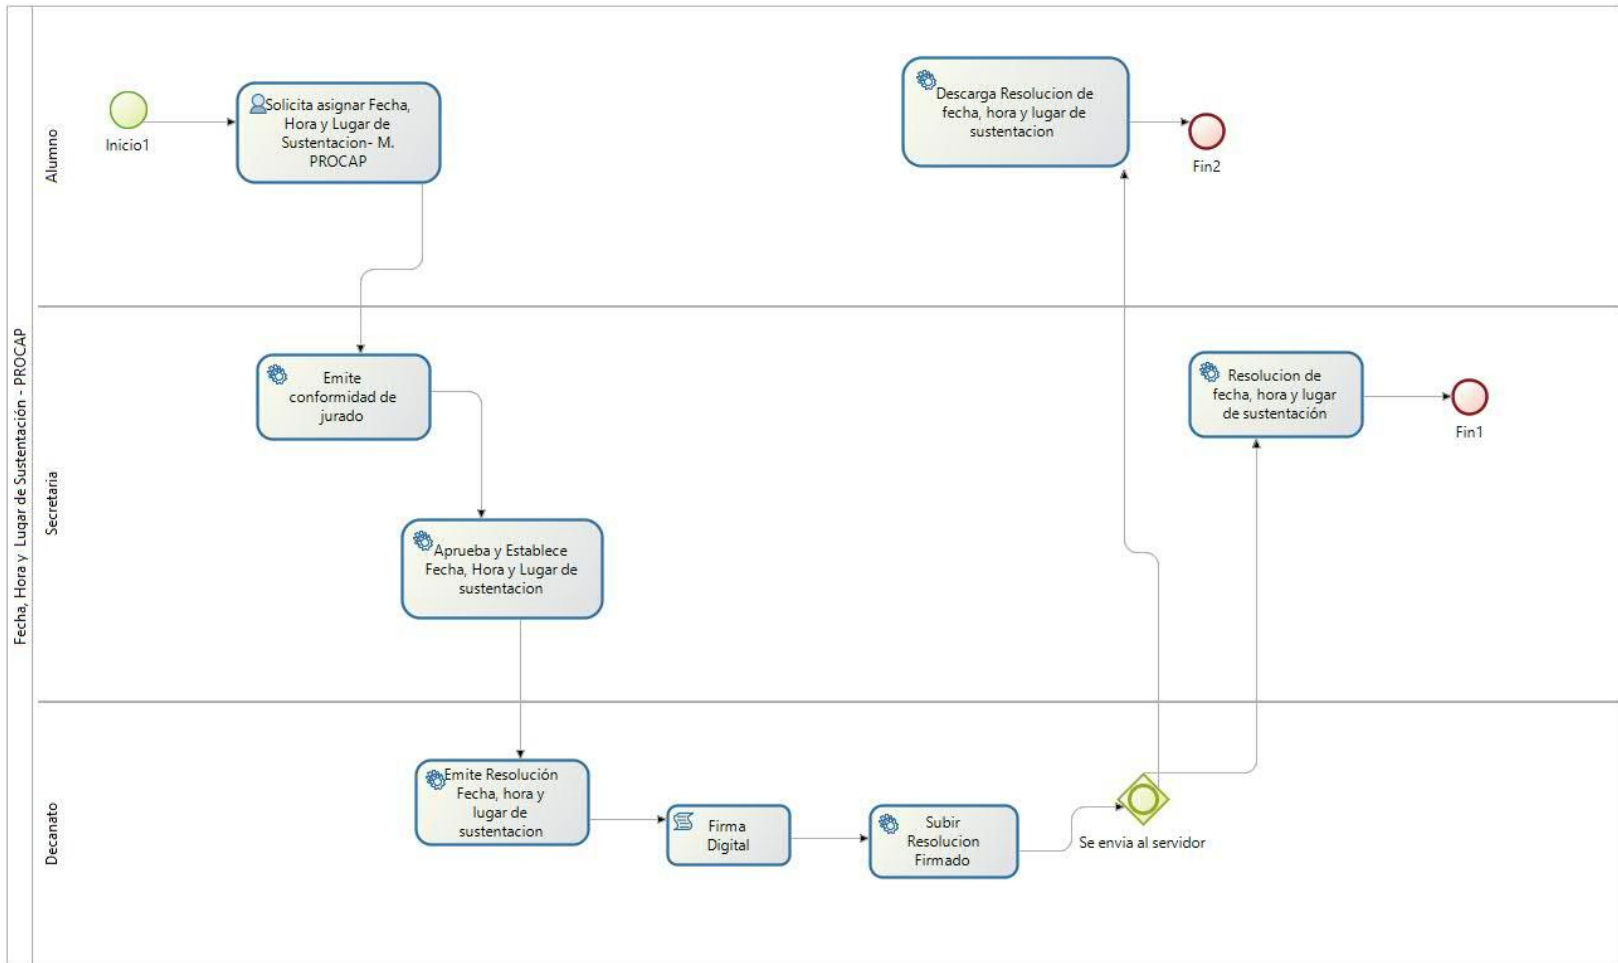 Fecha, Hora y Lugar de Sustentación - PROCAP
Alumno
Inicio1
Solicita asignar Fecha,
Hora y Lugar de
Sustentacion- M.
PROCAP
Descarga Resolucion de
fecha, hora y lugar de
sustentacion
Fin2
Secretaria
Emite
conformidad de
jurado
Aprueba y Establece
Fecha, Hora y Lugar de
sustentacion
Resolucion de
fecha, hora y lugar
de sustentación
Fin1
Decanato
Emite Resolución
Fecha, hora y
lugar de
sustentacion
Firma
Digital
Subir
Resolucion
Firmado
Se envia al servidor